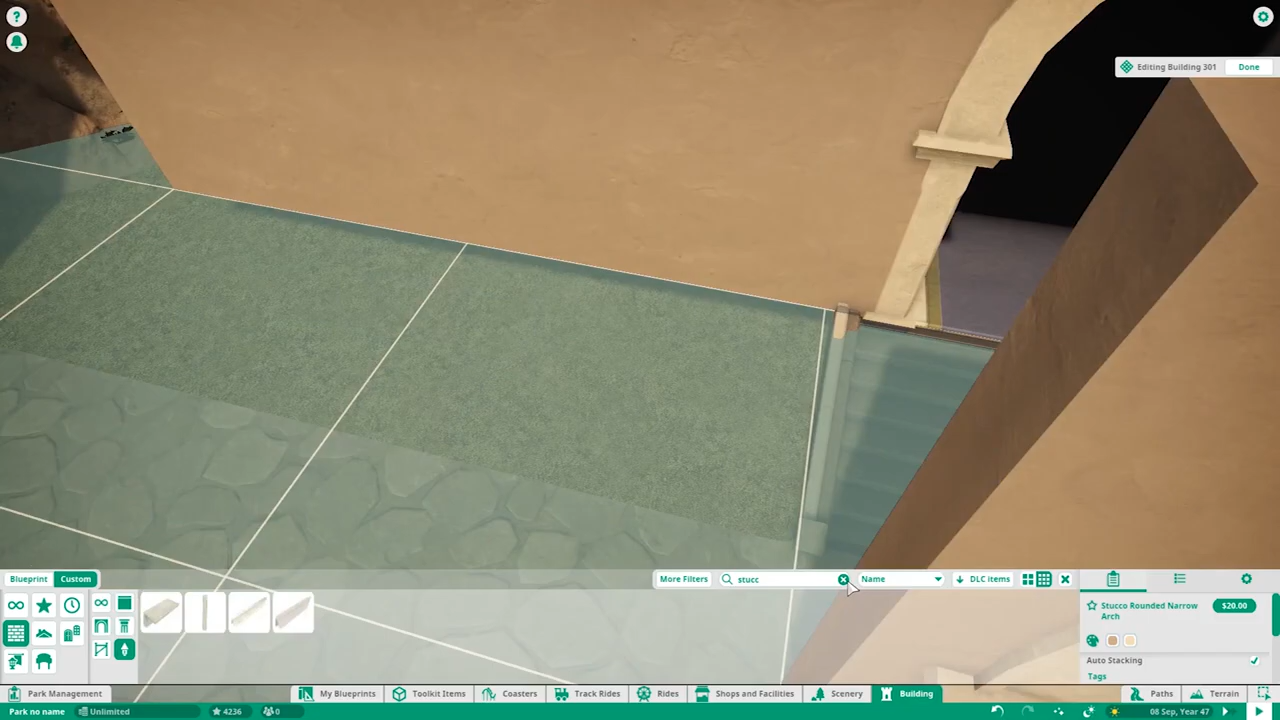 ?
Editing Building 301 Done
Blueprint Custom More Filters stucc Name DLC items
Stucco Rounded Narrow Arch $20.00
Auto Stacking
Tags
Park Management My Blueprints Toolkit Items Coasters Track Rides Rides Shops and Facilities Scenery Building Paths Terrain
Park no name Unlimited 4236 0 08 Sep, Year 47